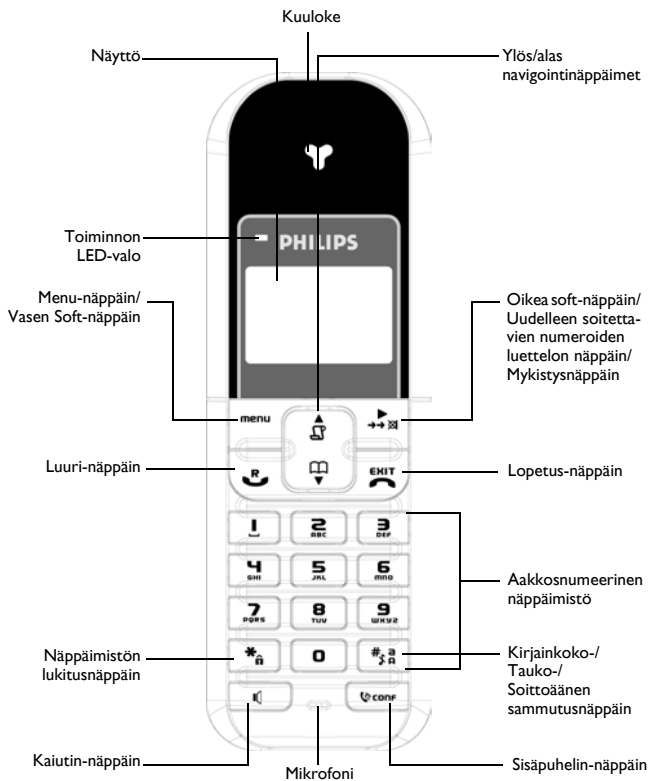 Kuuloke
Näyttö
Ylös/alas
navigointinäppäimet
Toiminnon
LED-valo
PHILIPS
Menu-näppäin/
Vasen Soft-näppäin
Oikea soft-näppäin/
Uudelleen soitetta-
vien numeroiden
luettelon näppäin/
Mykistysnäppäin
menu
R
EXIT
Luuri-näppäin
Lopetus-näppäin
1 2 3
ABC DEF
4 5 6
GHI JKL MNO
7 8 9
PQRS TUV WXYZ
* 0 # a
A
Aakkosnumeerinen
näppäimistö
Näppäimistön
lukitusnäppäin
Kirjainkoko-/
Tauko-/
Soittoäänen
sammutusnäppäin
CONF
Kaiutin-näppäin
Mikrofoni
Sisäpuhelin-näppäin